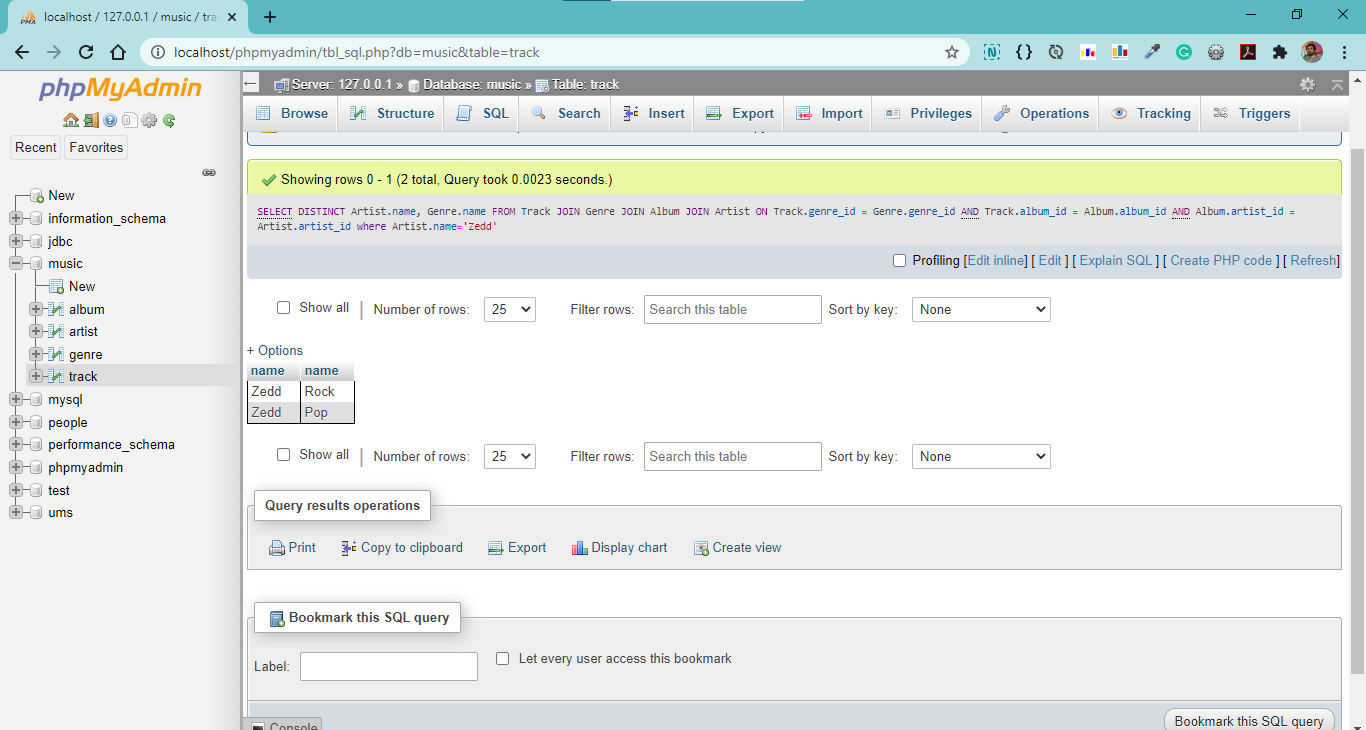 localhost / 127.0.0.1 / music / tra
localhost/phpmyadmin/tbl_sql.php?db=music&table=track
phpMyAdmin
Recent Favorites
New
information_schema
jdbc
music
New
album
artist
genre
track
mysql
people
performance_schema
phpmyadmin
test
ums
Server: 127.0.0.1 » Database: music » Table: track
Browse Structure SQL Search Insert Export Import Privileges Operations Tracking Triggers
Showing rows 0 - 1 (2 total, Query took 0.0023 seconds.)
SELECT DISTINCT Artist.name, Genre.name FROM Track JOIN Genre JOIN Album JOIN Artist ON Track.genre_id = Genre.genre_id AND Track.album_id = Album.album_id AND Album.artist_id =
Artist.artist_id where Artist.name='Zedd'
Profiling [Edit inline] [ Edit ] [ Explain SQL ] [ Create PHP code ] [ Refresh]
Show all | Number of rows: 25 Filter rows: Search this table Sort by key: None
+ Options
name name
Zedd Rock
Zedd Pop
Show all | Number of rows: 25 Filter rows: Search this table Sort by key: None
Query results operations
Print Copy to clipboard Export Display chart Create view
Bookmark this SQL query
Label: Let every user access this bookmark
Console
Bookmark this SQL query